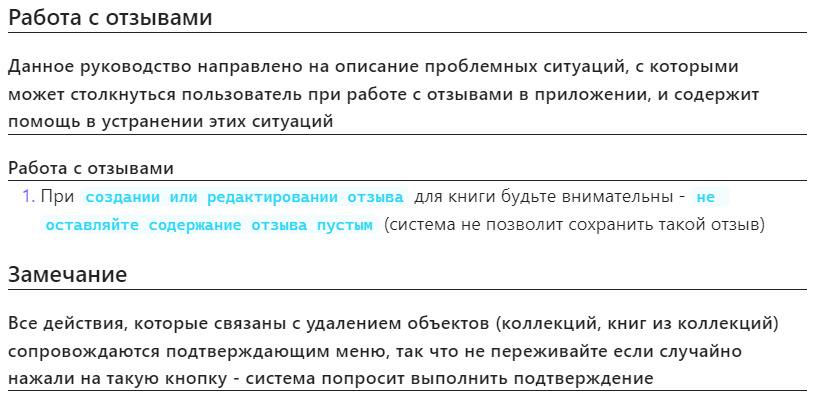 Работа с отзывами
Данное руководство направлено на описание проблемных ситуаций, с которыми
может столкнуться пользователь при работе с отзывами в приложении, и содержит
помощь в устранении этих ситуаций
Работа с отзывами
1. При создании или редактировании отзыва для книги будьте внимательны - не
оставляйте содержание отзыва пустым (система не позволит сохранить такой отзыв)
Замечание
Все действия, которые связаны с удалением объектов (коллекций, книг из коллекций)
сопровождаются подтверждающим меню, так что не переживайте если случайно
нажали на такую кнопку - система попросит выполнить подтверждение